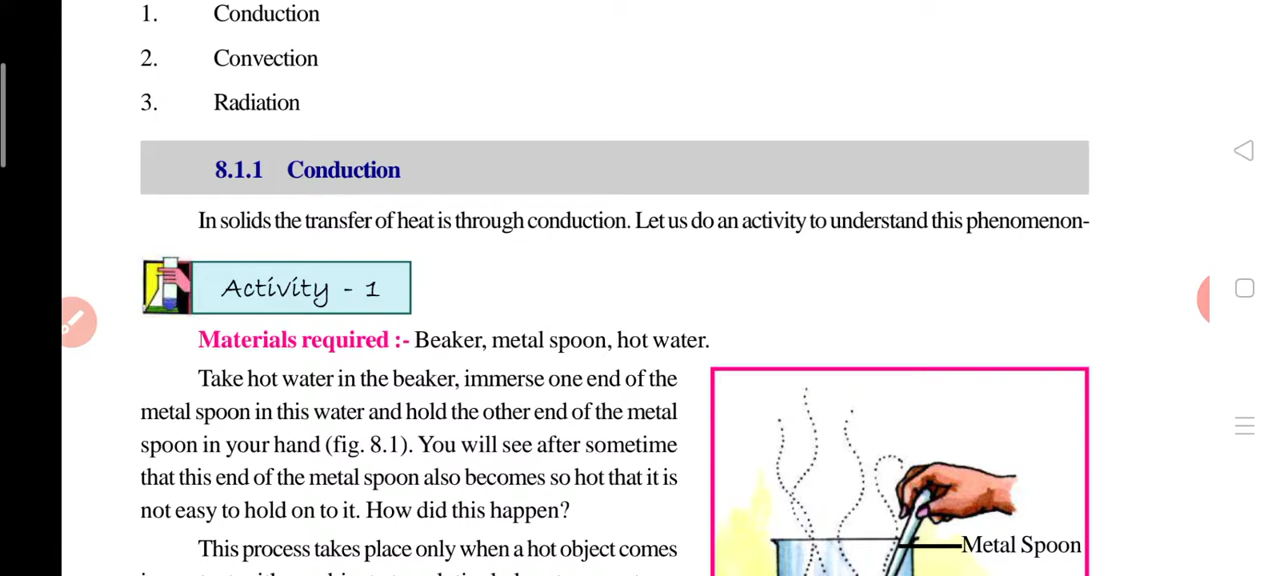 1. Conduction
2. Convection
3. Radiation
8.1.1 Conduction
In solids the transfer of heat is through conduction. Let us do an activity to understand this phenomenon-
Activity - 1
Materials required :- Beaker, metal spoon, hot water.
Take hot water in the beaker, immerse one end of the
metal spoon in this water and hold the other end of the metal
spoon in your hand (fig. 8.1). You will see after sometime
that this end of the metal spoon also becomes so hot that it is
not easy to hold on to it. How did this happen?
Metal Spoon
This process takes place only when a hot object comes